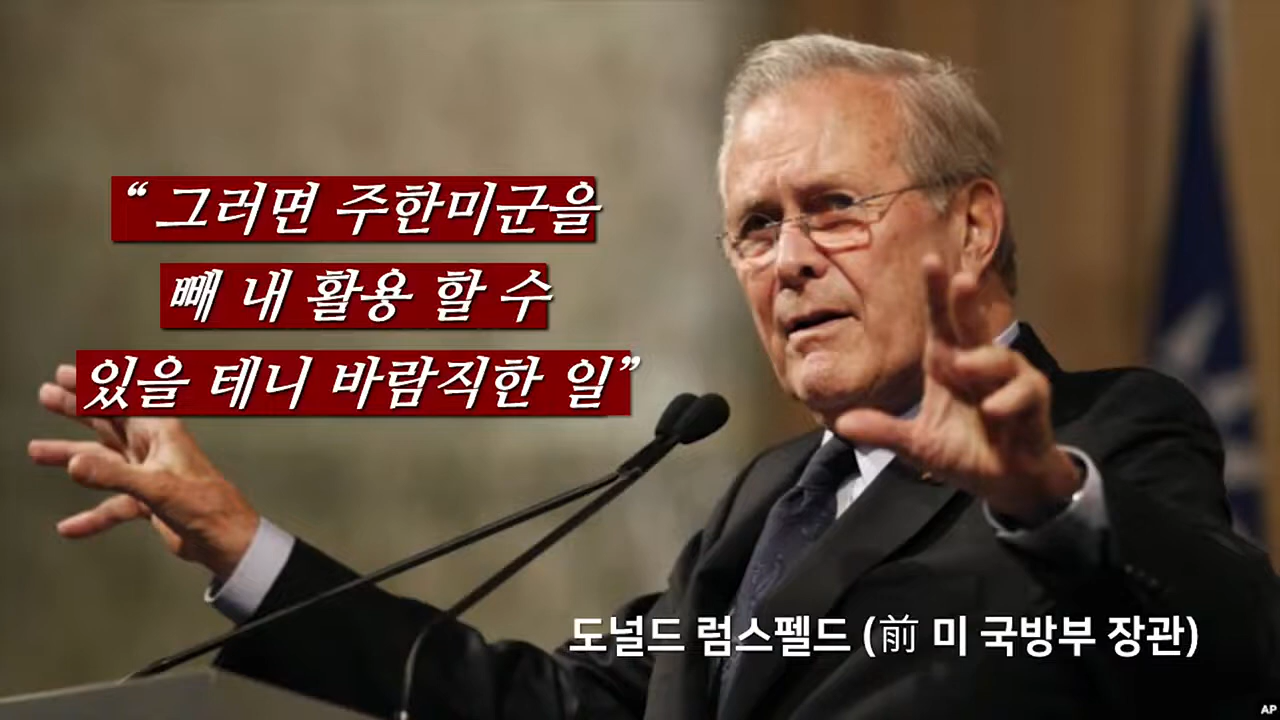 “ 그러면 주한미군을
빼 내 활용 할 수
있을 테니 바람직한 일”
도널드 럼스펠드 (前 미 국방부 장관)
AP